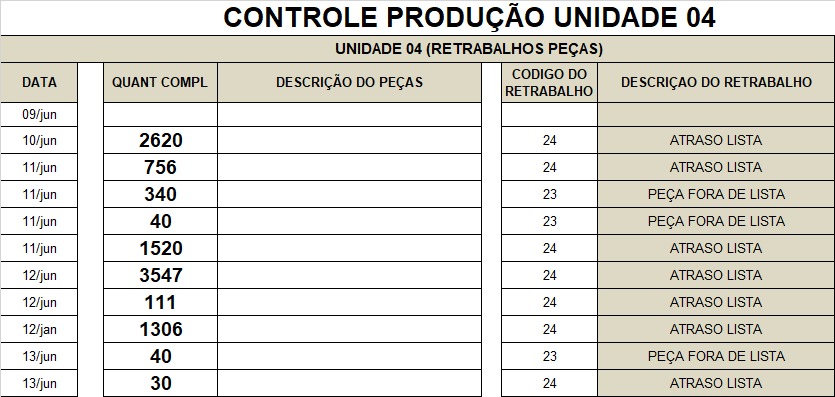 CONTROLE PRODUÇÃO UNIDADE 04
UNIDADE 04 (RETRABALHOS PEÇAS)
DATA QUANT COMPL DESCRIÇÃO DO PEÇAS CODIGO DO RETRABALHO DESCRIÇAO DO RETRABALHO
09/jun
10/jun 2620 24 ATRASO LISTA
11/jun 756 24 ATRASO LISTA
11/jun 340 23 PEÇA FORA DE LISTA
11/jun 40 23 PEÇA FORA DE LISTA
11/jun 1520 24 ATRASO LISTA
12/jun 3547 24 ATRASO LISTA
12/jun 111 24 ATRASO LISTA
12/jan 1306 24 ATRASO LISTA
13/jun 40 23 PEÇA FORA DE LISTA
13/jun 30 24 ATRASO LISTA